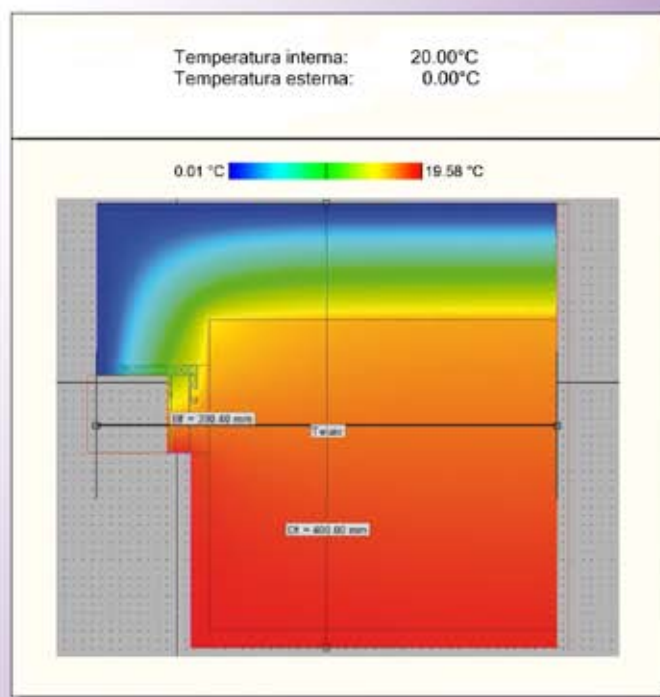 Temperatura interna: 20.00°C
Temperatura esterna: 0.00°C
0.01 °C 19.58 °C
Telaio